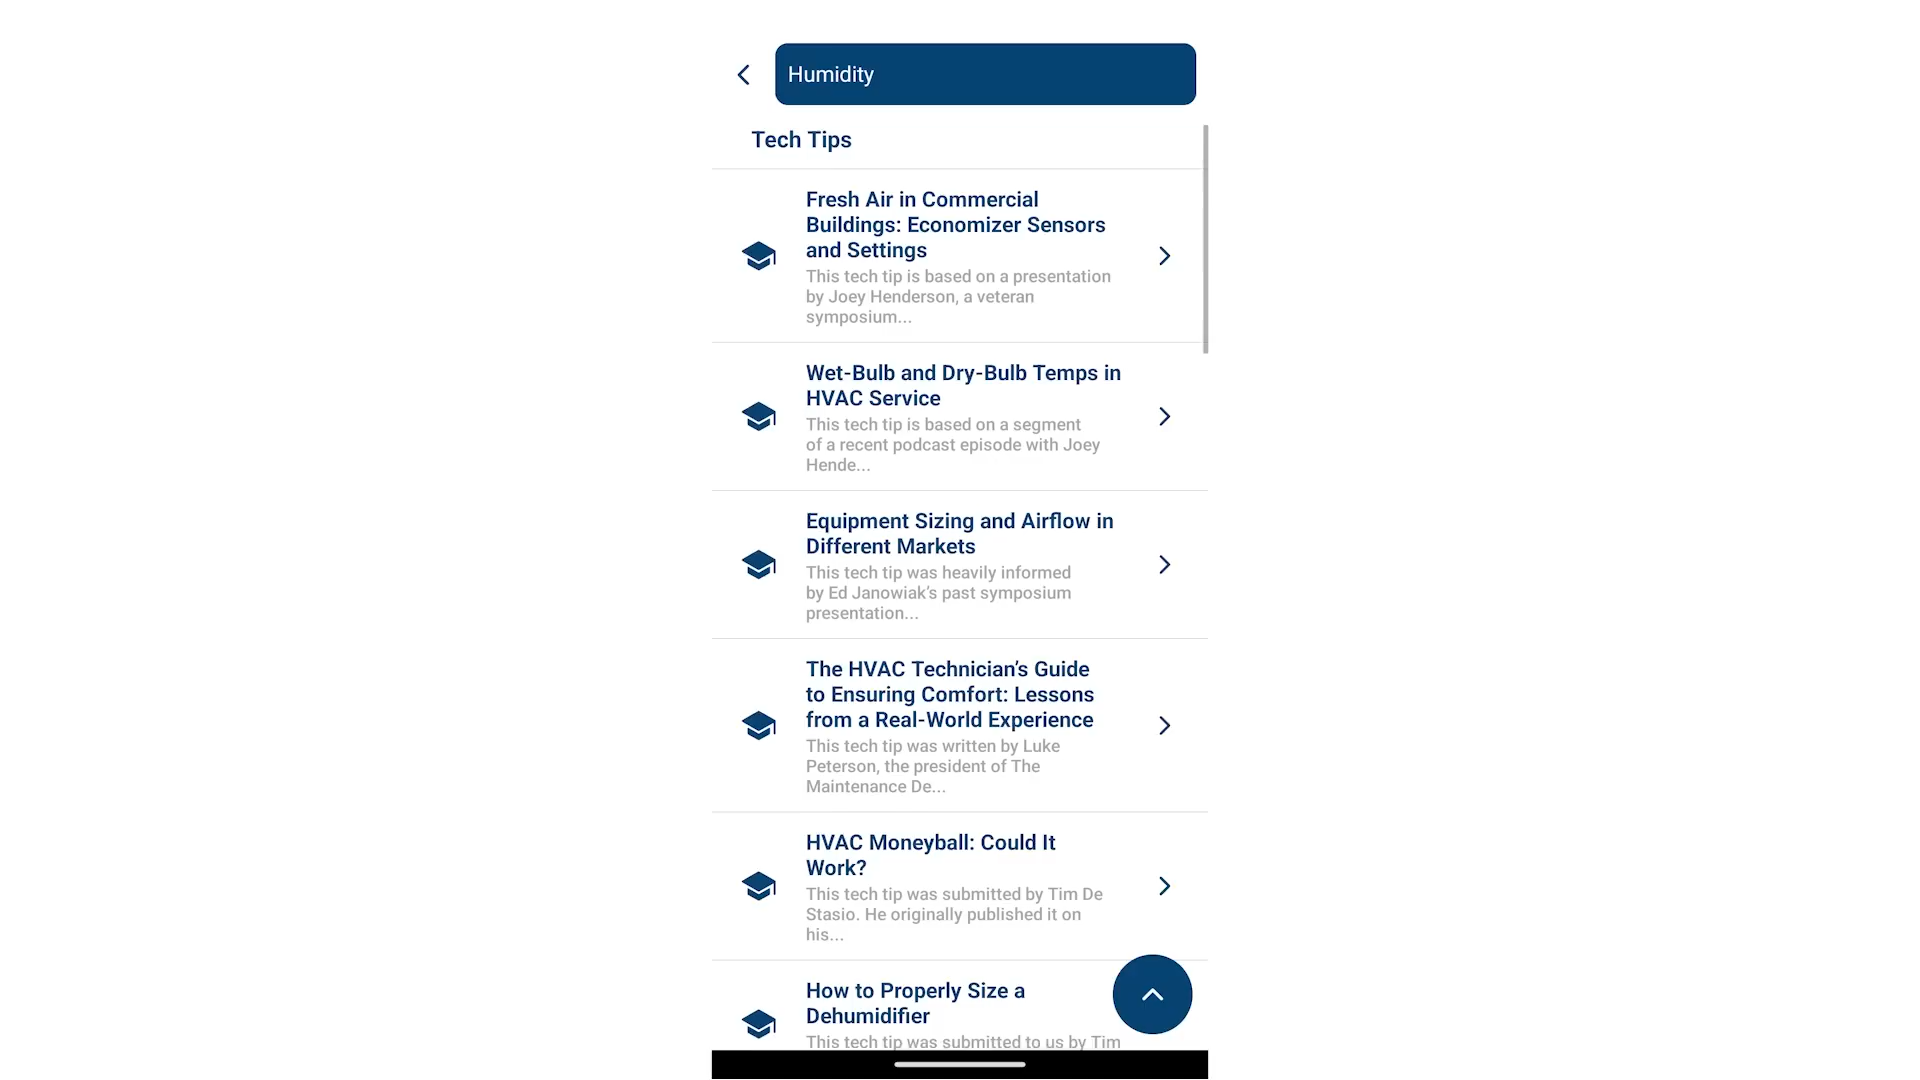 Humidity
Tech Tips
Fresh Air in Commercial
Buildings: Economizer Sensors
and Settings
This tech tip is based on a presentation
by Joey Henderson, a veteran
symposium...
Wet-Bulb and Dry-Bulb Temps in
HVAC Service
This tech tip is based on a segment
of a recent podcast episode with Joey
Hende...
Equipment Sizing and Airflow in
Different Markets
This tech tip was heavily informed
by Ed Janowiak’s past symposium
presentation...
The HVAC Technician’s Guide
to Ensuring Comfort: Lessons
from a Real-World Experience
This tech tip was written by Luke
Peterson, the president of The
Maintenance De...
HVAC Moneyball: Could It
Work?
This tech tip was submitted by Tim De
Stasio. He originally published it on
his...
How to Properly Size a
Dehumidifier
This tech tip was submitted to us by Tim